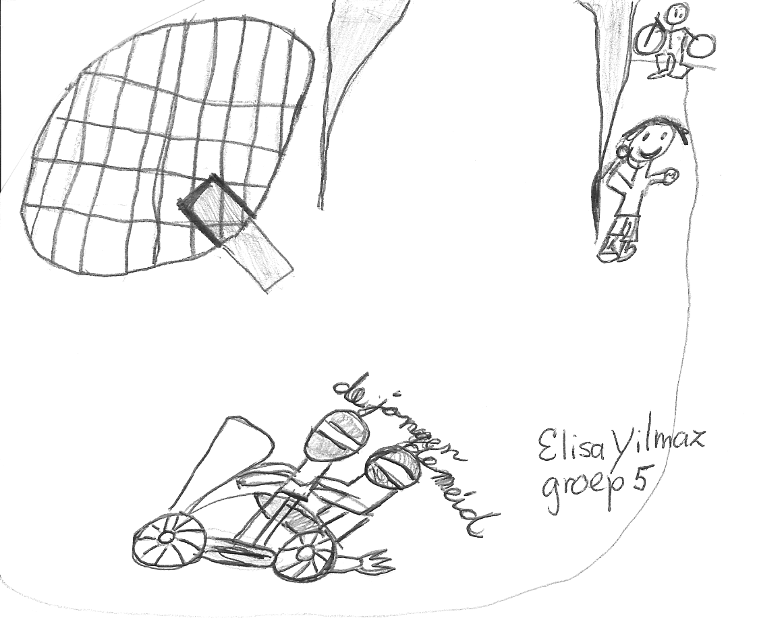 de jongen
de meid
Elisa Yilmaz
groep 5